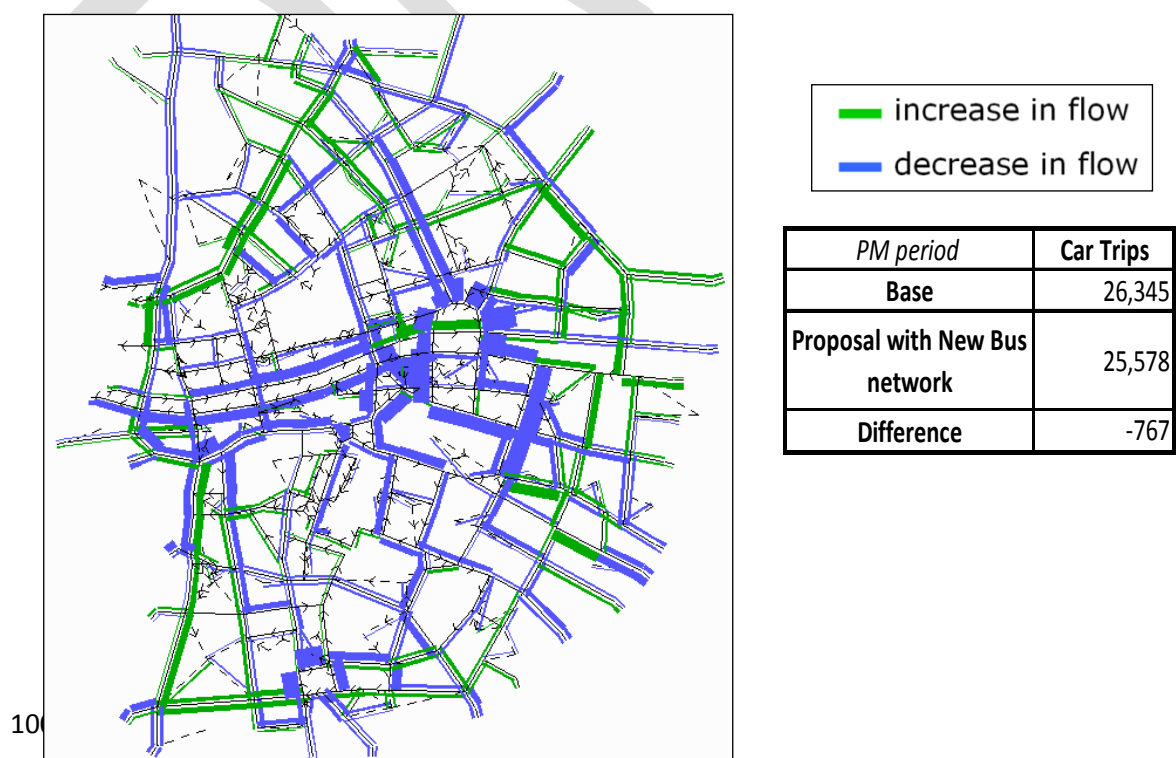 increase in flow
decrease in flow
PM period Car Trips
Base 26,345
Proposal with New Bus
network 25,578
Difference -767